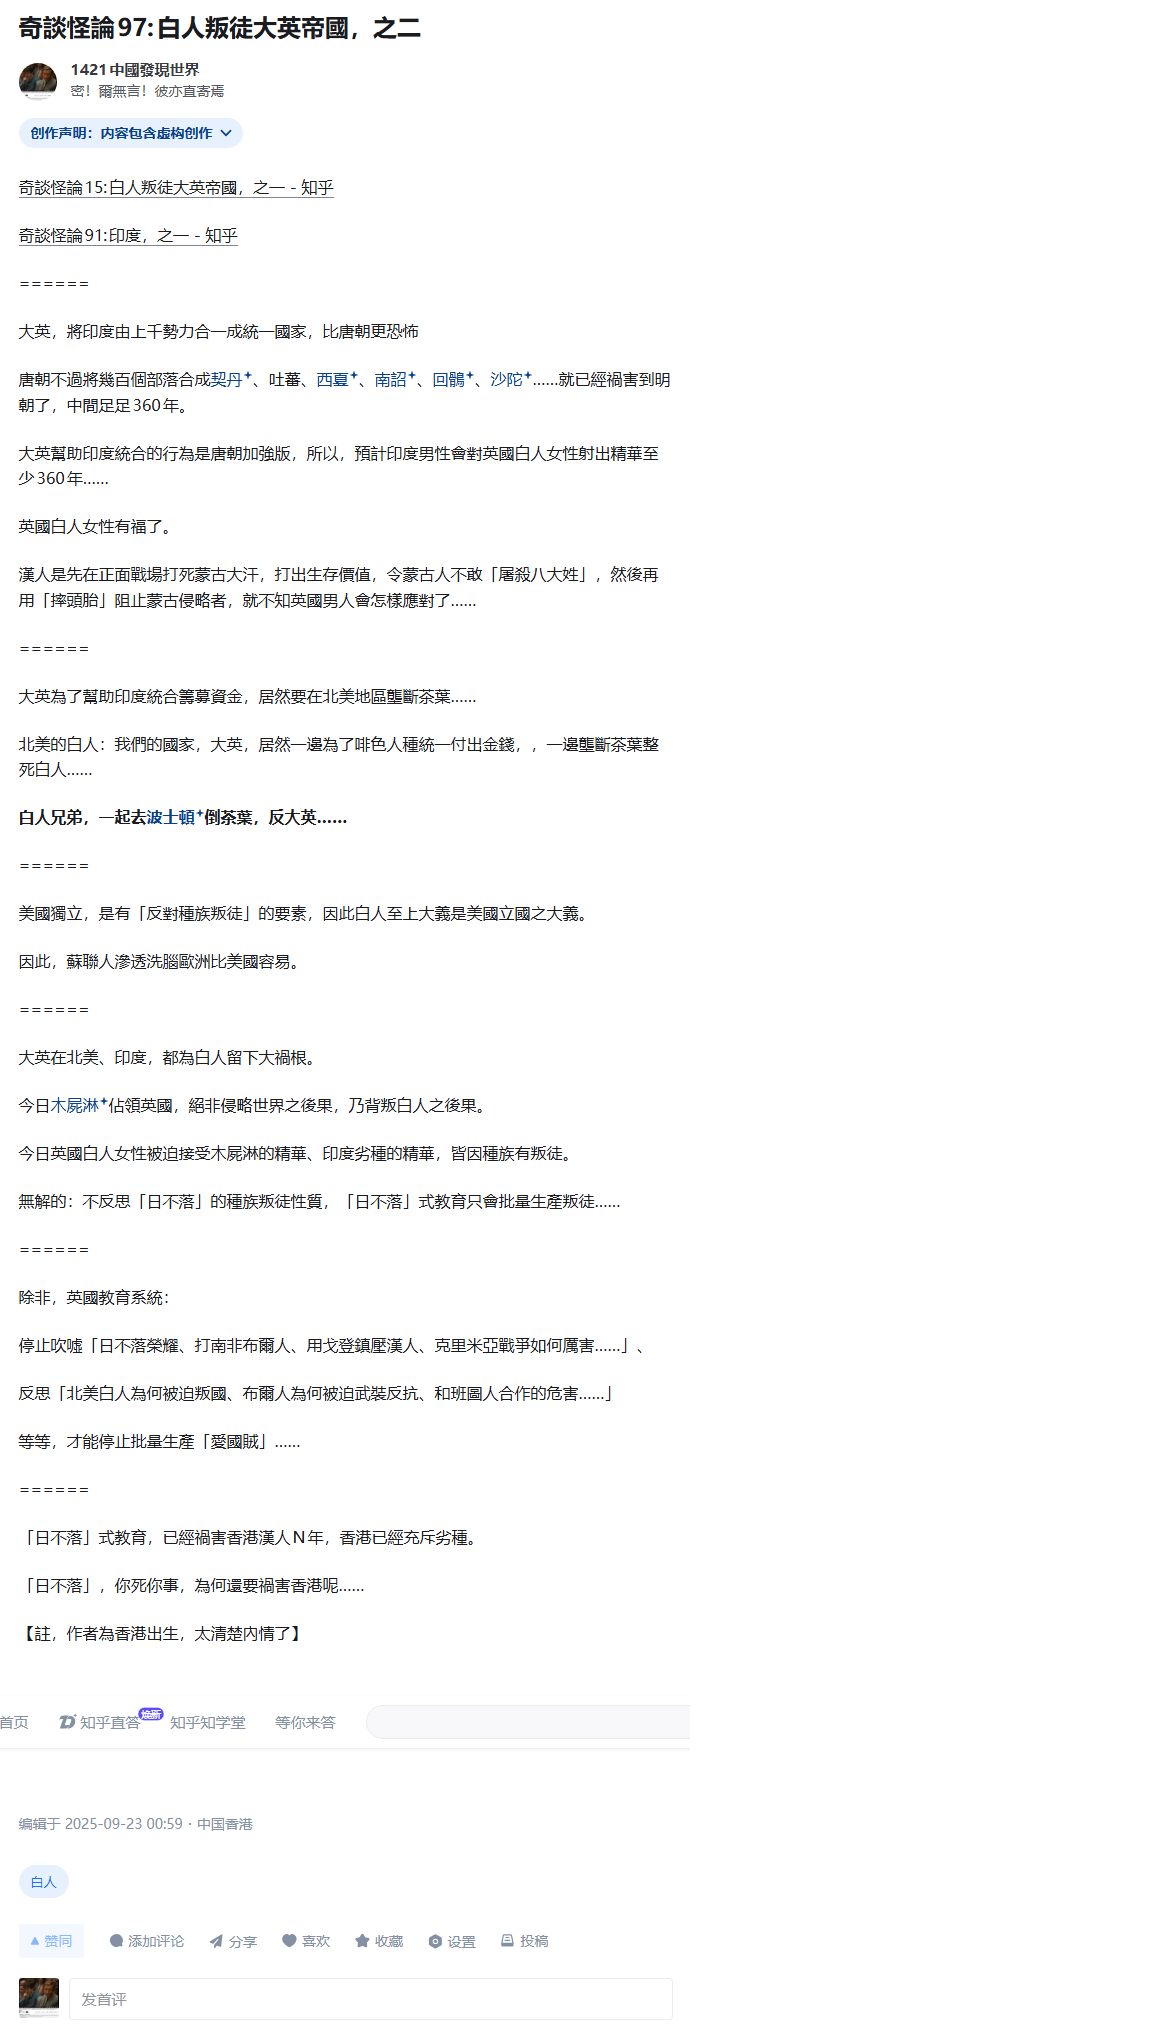 奇談怪論97:白人叛徒大英帝國，之二
1421中國發現世界
密！爾無言！彼亦直寄焉
创作声明：内容包含虚构创作
奇談怪論15:白人叛徒大英帝國，之一 - 知乎
奇談怪論91:印度，之一 - 知乎
======
大英，將印度由上千勢力合一成統一國家，比唐朝更恐怖
唐朝不過將幾百個部落合成契丹、吐蕃、西夏、南詔、回鶻、沙陀......就已經禍害到明
朝了，中間足足360年。
大英幫助印度統合的行為是唐朝加強版，所以，預計印度男性會對英國白人女性射出精華至
少360年......
英國白人女性有福了。
漢人是先在正面戰場打死蒙古大汗，打出生存價值，令蒙古人不敢「屠殺八大姓」，然後再
用「摔頭胎」阻止蒙古侵略者，就不知英國男人會怎樣應對了......
======
大英為了幫助印度統合籌募資金，居然要在北美地區壟斷茶葉......
北美的白人：我們的國家，大英，居然一邊為了啡色人種統一付出金錢，，一邊壟斷茶葉整
死白人......
白人兄弟，一起去波士頓倒茶葉，反大英......
======
美國獨立，是有「反對種族叛徒」的要素，因此白人至上大義是美國立國之大義。
因此，蘇聯人滲透洗腦歐洲比美國容易。
======
大英在北美、印度，都為白人留下大禍根。
今日木屍淋佔領英國，絕非侵略世界之後果，乃背叛白人之後果。
今日英國白人女性被迫接受木屍淋的精華、印度劣種的精華，皆因種族有叛徒。
無解的：不反思「日不落」的種族叛徒性質，「日不落」式教育只會批量生產叛徒......
======
除非，英國教育系統：
停止吹噓「日不落榮耀、打南非布爾人、用戈登鎮壓漢人、克里米亞戰爭如何厲害......」、
反思「北美白人為何被迫叛國、布爾人為何被迫武裝反抗、和班圖人合作的危害......」
等等，才能停止批量生產「愛國賊」......
======
「日不落」式教育，已經禍害香港漢人N年，香港已經充斥劣種。
「日不落」，你死你事，為何還要禍害香港呢......
【註，作者為香港出生，太清楚內情了】
首页 知乎直答 焕新 知乎知学堂 等你来答
编辑于 2025-09-23 00:59・中国香港
白人
赞同 添加评论 分享 喜欢 收藏 设置 投稿
发首评